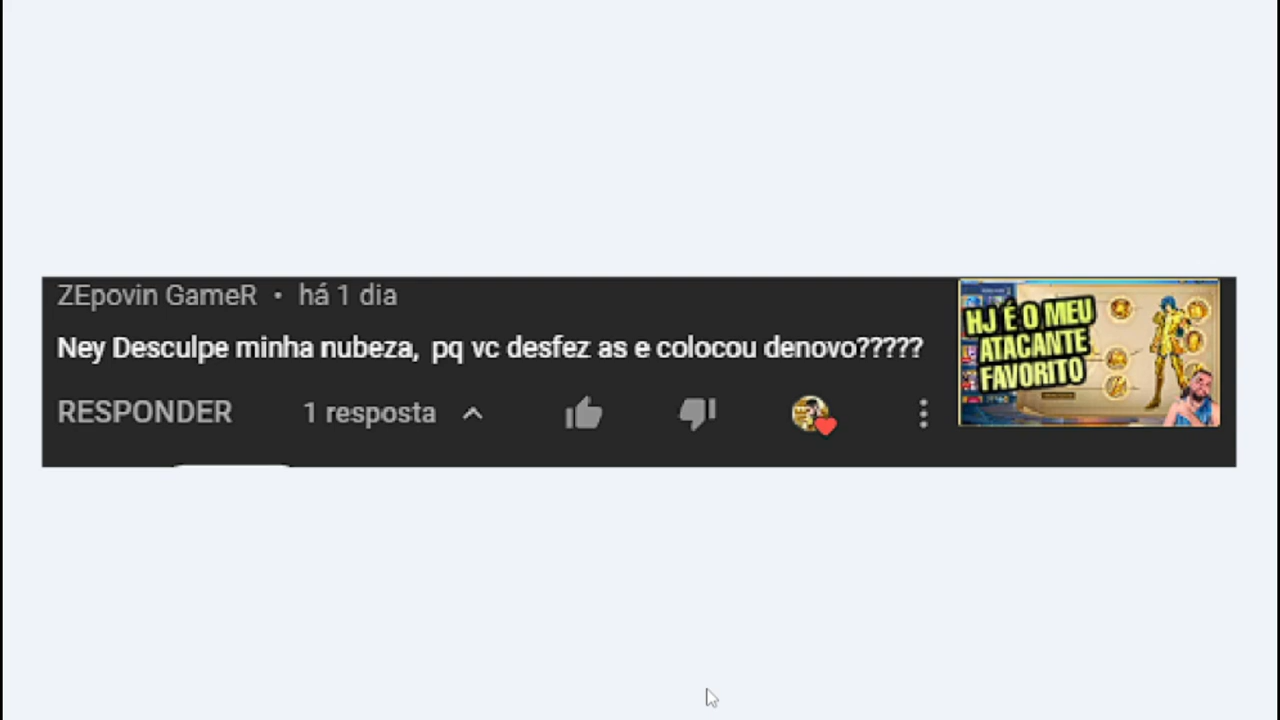 ZEpovin GameR • há 1 dia
Ney Desculpe minha nubeza, pq vc desfez as e colocou denovo?????
RESPONDER 1 resposta
HJ É O MEU
ATACANTE
FAVORITO